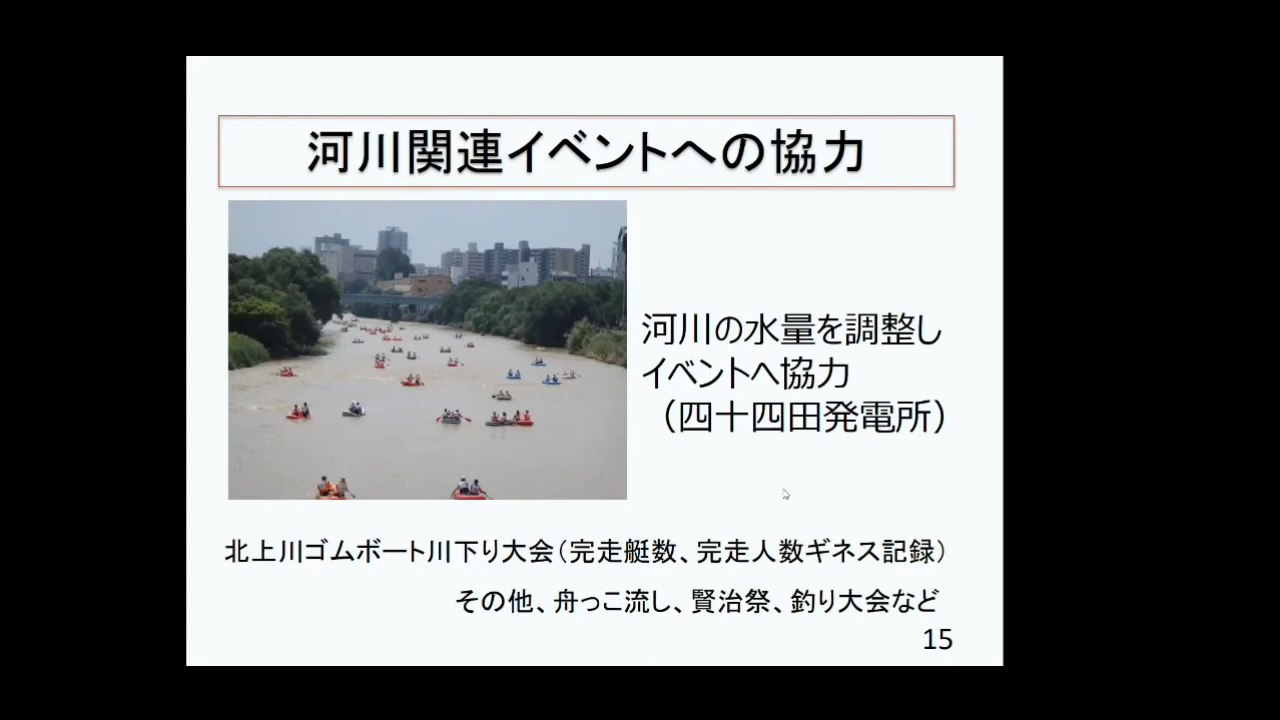 河川関連イベントへの協力
河川の水量を調整し
イベントへ協力
（四十四田発電所）
北上川ゴムボート川下り大会（完走艇数、完走人数ギネス記録）
その他、舟っこ流し、賢治祭、釣り大会など
15